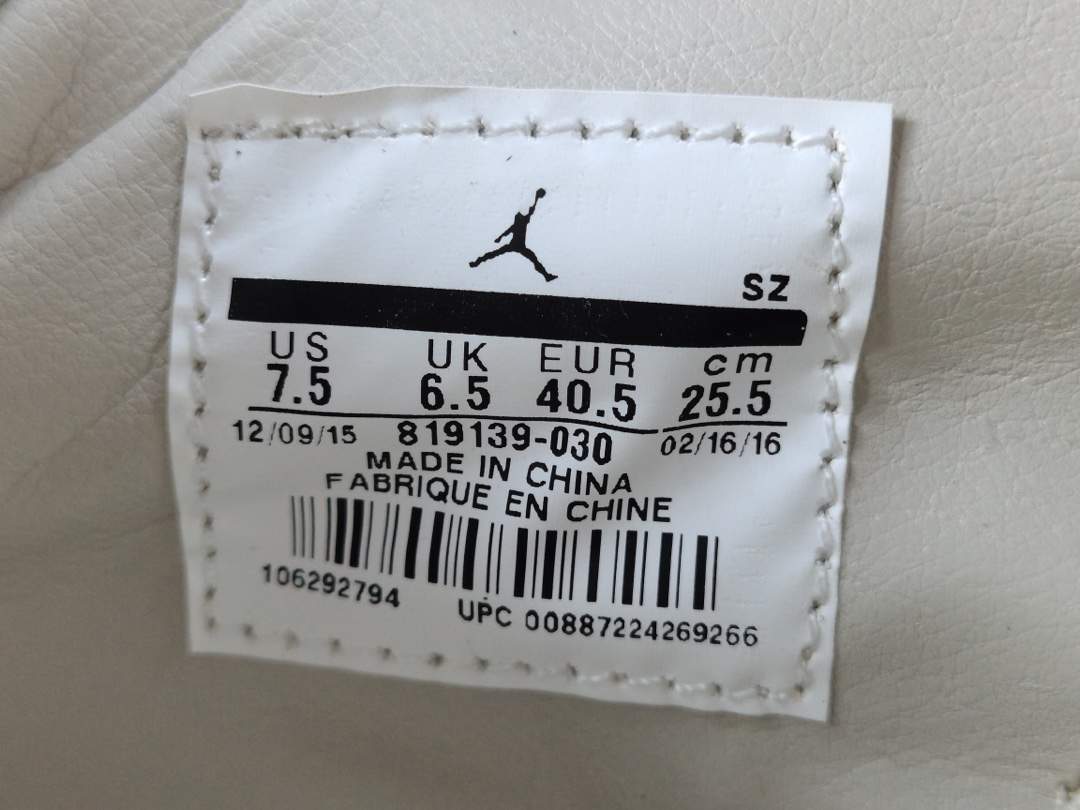 SZ
US UK EUR cm
7.5 6.5 40.5 25.5
12/09/15 819139-030 02/16/16
MADE IN CHINA
FABRIQUE EN CHINE
106292794 UPC 00887224269266